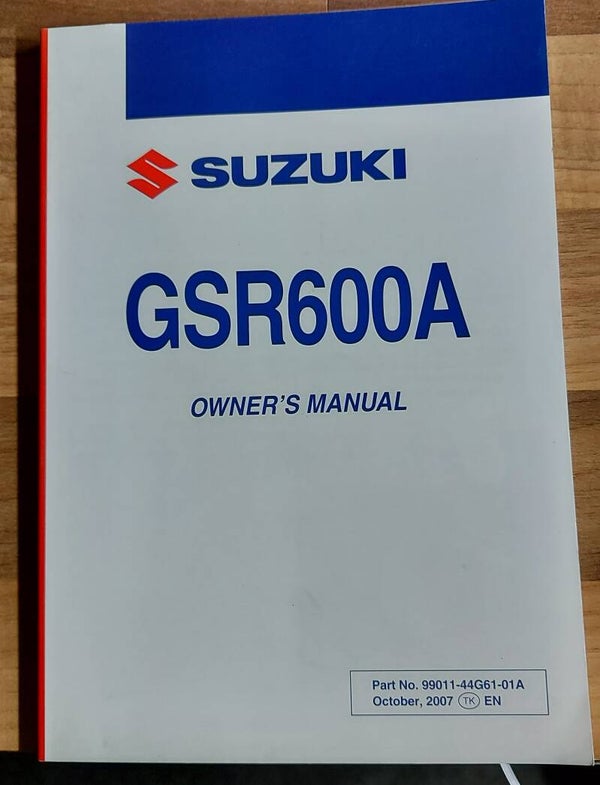 SUZUKI
GSR600A
OWNER'S MANUAL
Part No. 99011-44G61-01A
October, 2007 TK EN